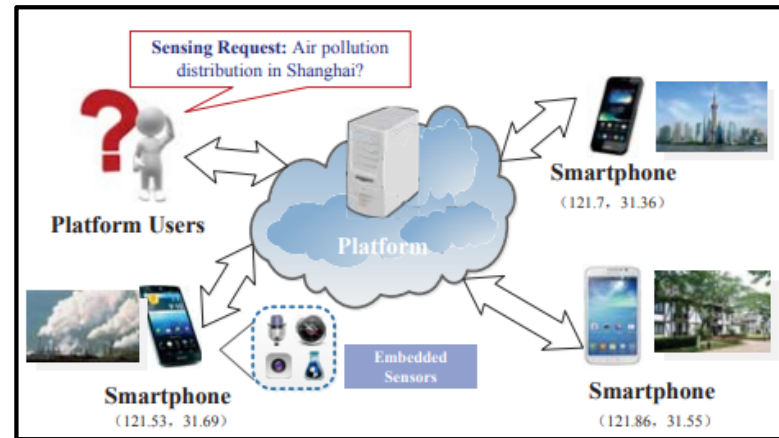 Sensing Request: Air pollution
distribution in Shanghai?
Platform Users
Platform
Smartphone
(121.7, 31.36)
Embedded
Sensors
Smartphone
(121.53, 31.69)
Smartphone
(121.86, 31.55)